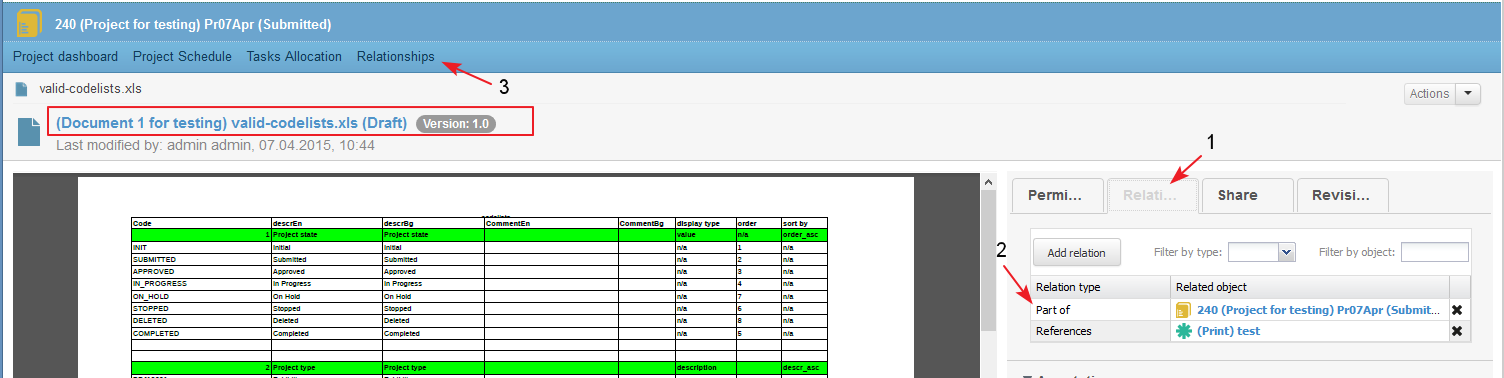 240 (Project for testing) Pr07Apr (Submitted)
Project dashboard Project Schedule Tasks Allocation Relationships
3
valid-codelists.xls
Actions
(Document 1 for testing) valid-codelists.xls (Draft) Version: 1.0
Last modified by: admin admin, 07.04.2015, 10:44
1
Permi... Relati... Share Revisi...
codelists
Code descrEn descrBg CommentEn CommentBg display type order sort by
1 Project state Project state value n/a order_asc
INIT Initial Initial n/a 1 n/a
SUBMITTED Submitted Submitted n/a 2 n/a
APPROVED Approved Approved n/a 3 n/a
IN_PROGRESS In Progress In Progress n/a 4 n/a
ON_HOLD On Hold On Hold n/a 7 n/a
STOPPED Stopped Stopped n/a 6 n/a
DELETED Deleted Deleted n/a 8 n/a
COMPLETED Completed Completed n/a 5 n/a
2 Project type Project type description descr_asc
2
Add relation Filter by type: Filter by object:
Relation type Related object
Part of 240 (Project for testing) Pr07Apr (Submit...
References (Print) test